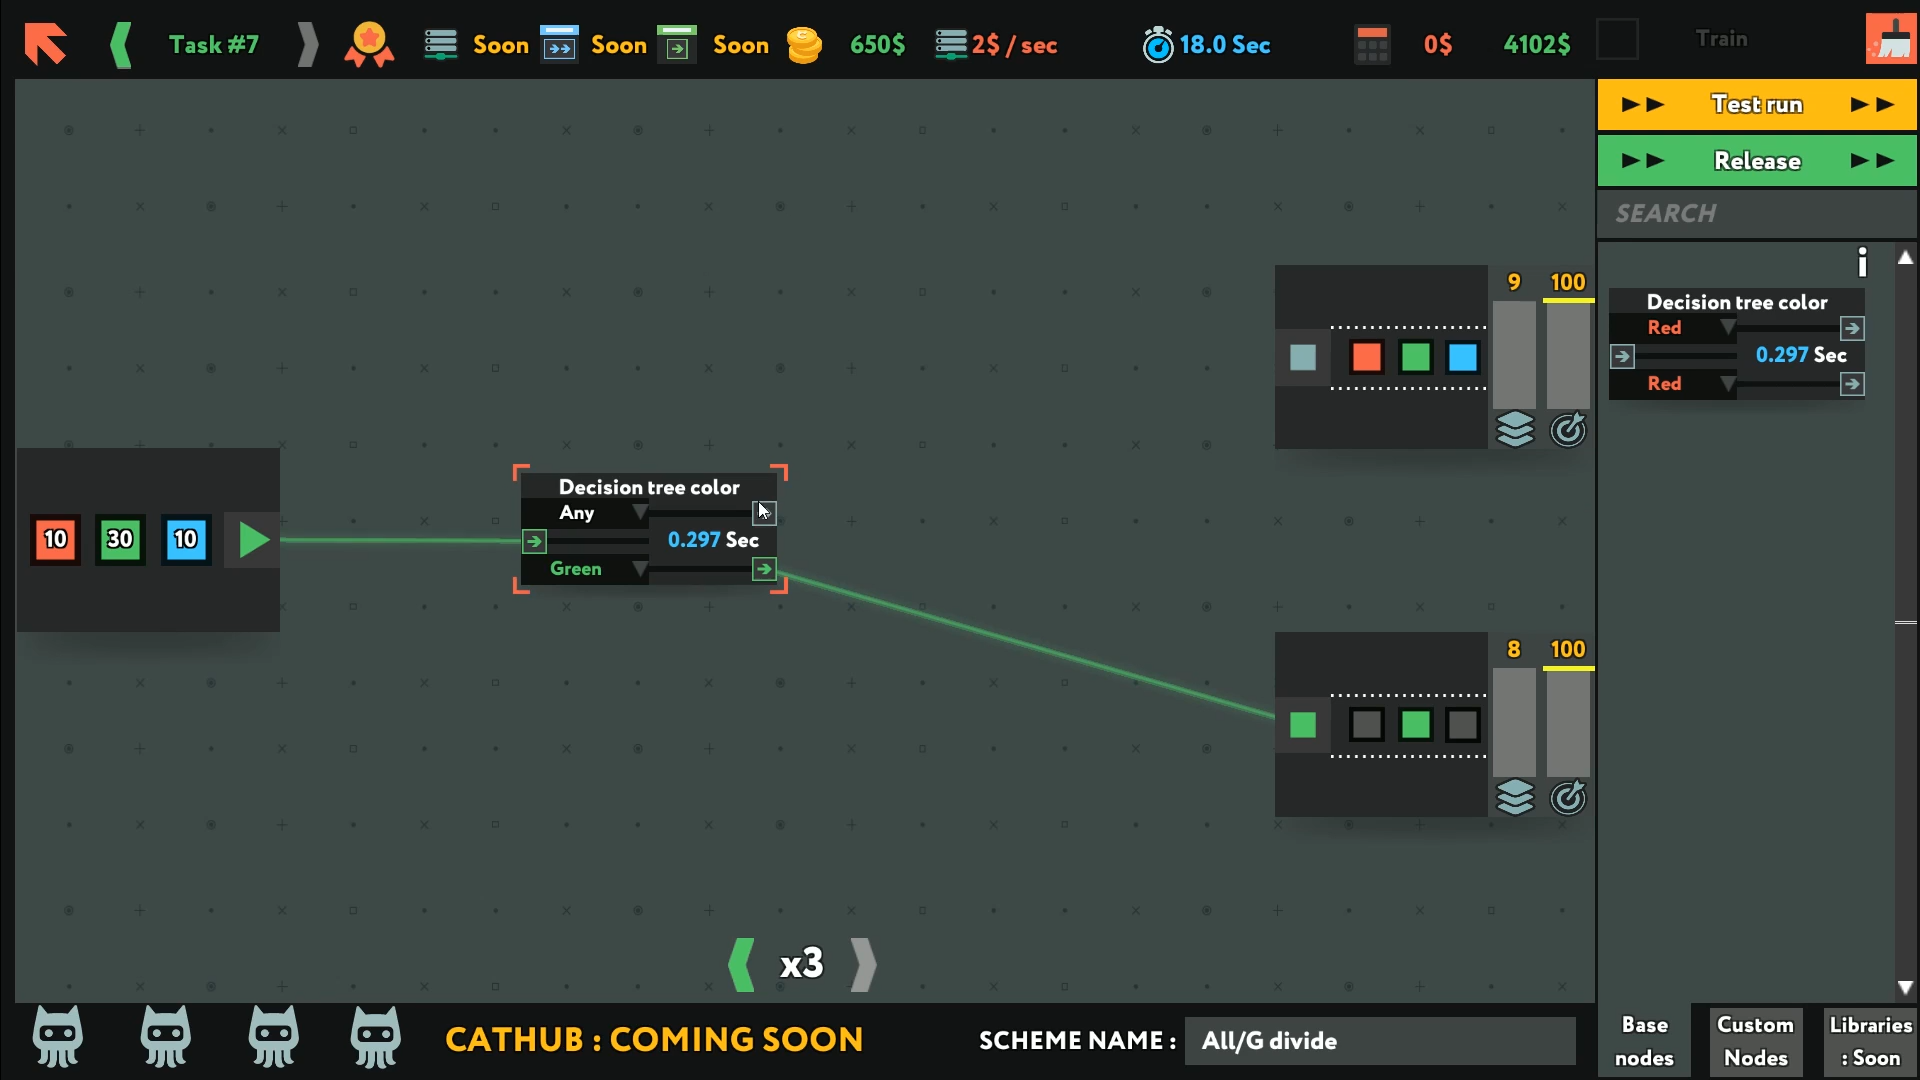 Task #7
Soon
Soon
Soon
650$
2$ / sec
18.0 Sec
0$
4102$
Train
Test run
Release
SEARCH
i
Decision tree color
Red
0.297 Sec
Red
9
100
10
30
10
Decision tree color
Any
0.297 Sec
Green
8
100
x3
CATHUB : COMING SOON
SCHEME NAME :
All/G divide
Base
nodes
Custom
Nodes
Libraries
: Soon